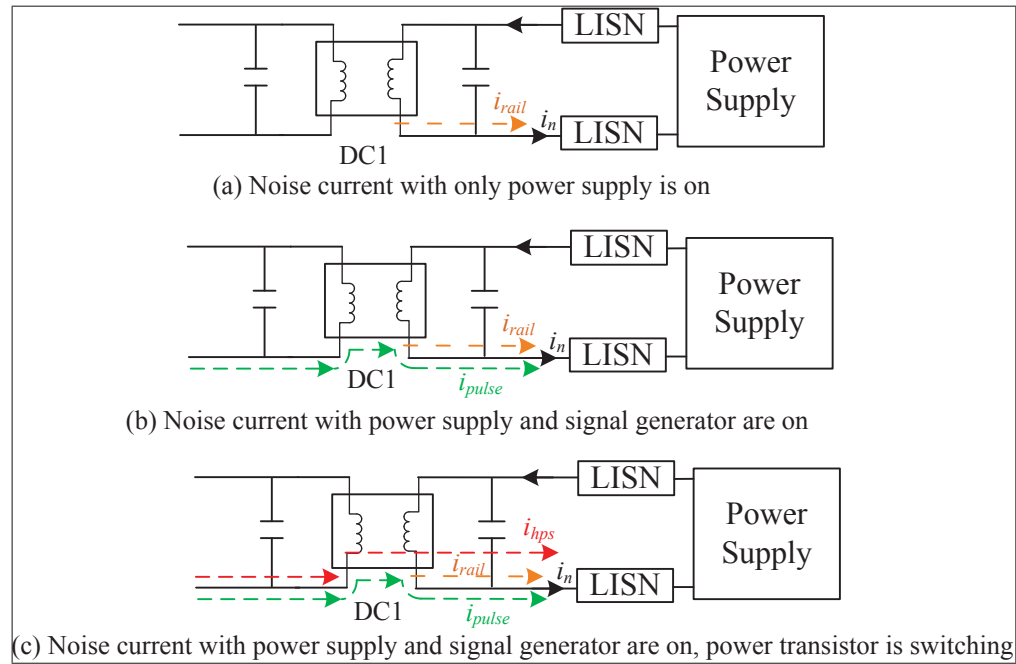 LISN
Power
Supply
i_rail
i_n
LISN
DC1
(a) Noise current with only power supply is on
LISN
Power
Supply
i_rail
i_n
LISN
DC1
i_pulse
(b) Noise current with power supply and signal generator are on
LISN
Power
Supply
i_hps
i_rail
i_n
LISN
DC1
i_pulse
(c) Noise current with power supply and signal generator are on, power transistor is switching